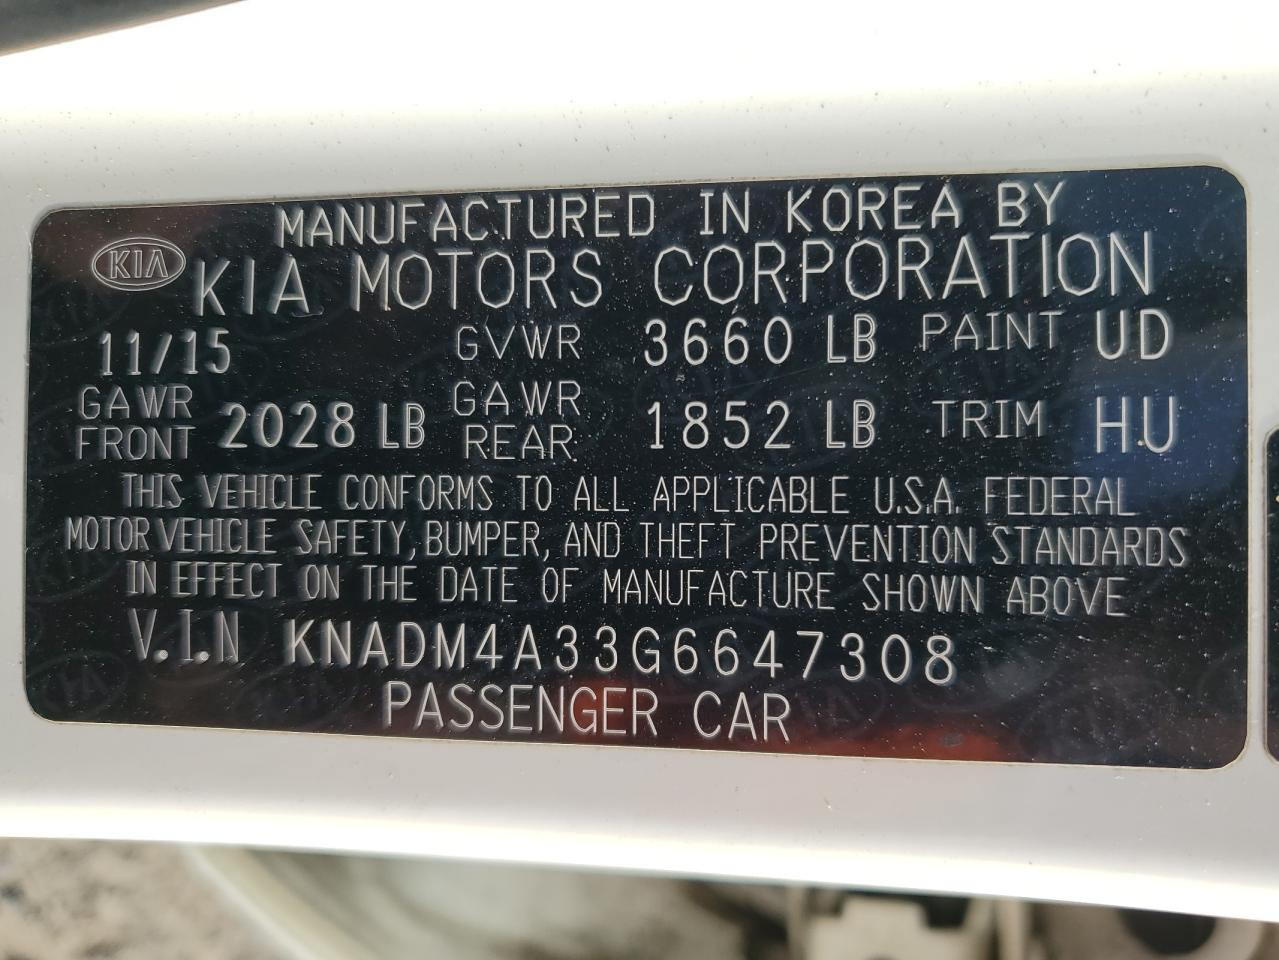 MANUFACTURED IN KOREA BY
KIA KIA MOTORS CORPORATION
11/15 GVWR 3660 LB PAINT UD
GAWR FRONT 2028 LB GAWR REAR 1852 LB TRIM HU
THIS VEHICLE CONFORMS TO ALL APPLICABLE U.S.A. FEDERAL
MOTOR VEHICLE SAFETY, BUMPER, AND THEFT PREVENTION STANDARDS
IN EFFECT ON THE DATE OF MANUFACTURE SHOWN ABOVE
V.I.N KNADM4A33G6647308
PASSENGER CAR